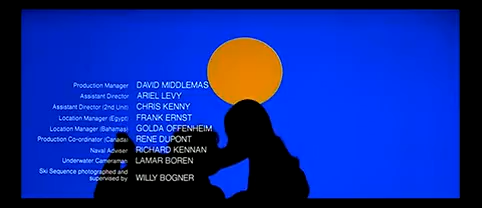 Production Manager DAVID MIDDLEMAS
Assistant Director ARIEL LEVY
Assistant Director (2nd Unit) CHRIS KENNY
Location Manager (Egypt) FRANK ERNST
Location Manager (Bahamas) GOLDA OFFENHEIM
Production Co-ordinator (Canada) RENE DUPONT
Naval Adviser RICHARD KENNAN
Underwater Cameraman LAMAR BOREN
Ski Sequence photographed and
supervised by WILLY BOGNER